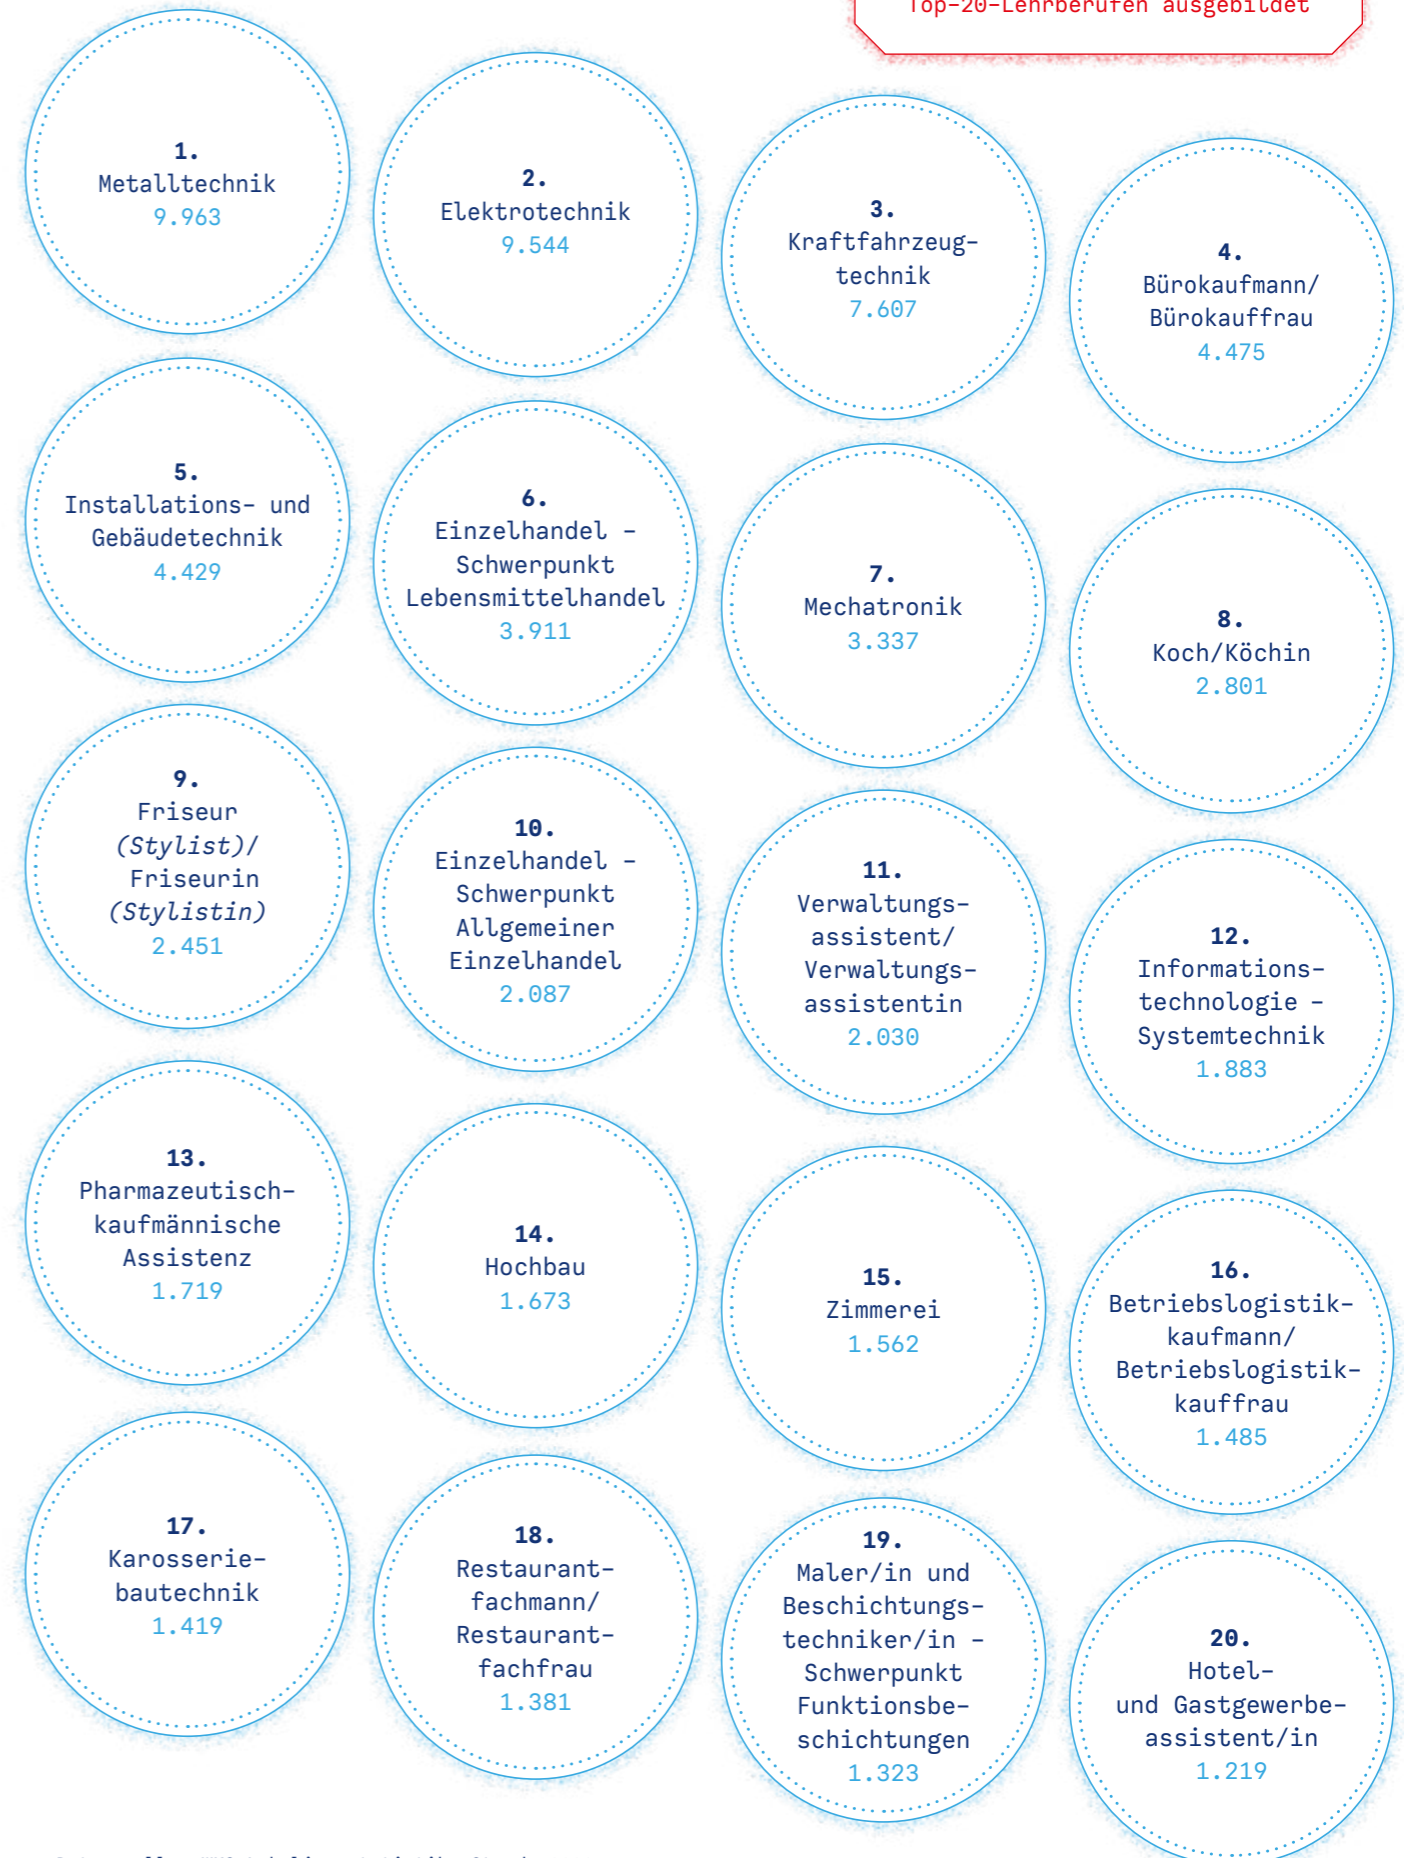 Top-20-Lehrberufen ausgebildet
1.
Metalltechnik
9.963
2.
Elektrotechnik
9.544
3.
Kraftfahrzeug-
technik
7.607
4.
Bürokaufmann/
Bürokauffrau
4.475
5.
Installations- und
Gebäudetechnik
4.429
6.
Einzelhandel –
Schwerpunkt
Lebensmittelhandel
3.911
7.
Mechatronik
3.337
8.
Koch/Köchin
2.801
9.
Friseur
(Stylist)/
Friseurin
(Stylistin)
2.451
10.
Einzelhandel –
Schwerpunkt
Allgemeiner
Einzelhandel
2.087
11.
Verwaltungs-
assistent/
Verwaltungs-
assistentin
2.030
12.
Informations-
technologie –
Systemtechnik
1.883
13.
Pharmazeutisch-
kaufmännische
Assistenz
1.719
14.
Hochbau
1.673
15.
Zimmerei
1.562
16.
Betriebslogistik-
kaufmann/
Betriebslogistik-
kauffrau
1.485
17.
Karosserie-
bautechnik
1.419
18.
Restaurant-
fachmann/
Restaurant-
fachfrau
1.381
19.
Maler/in und
Beschichtungs-
techniker/in –
Schwerpunkt
Funktionsbe-
schichtungen
1.323
20.
Hotel-
und Gastgewerbe-
assistent/in
1.219